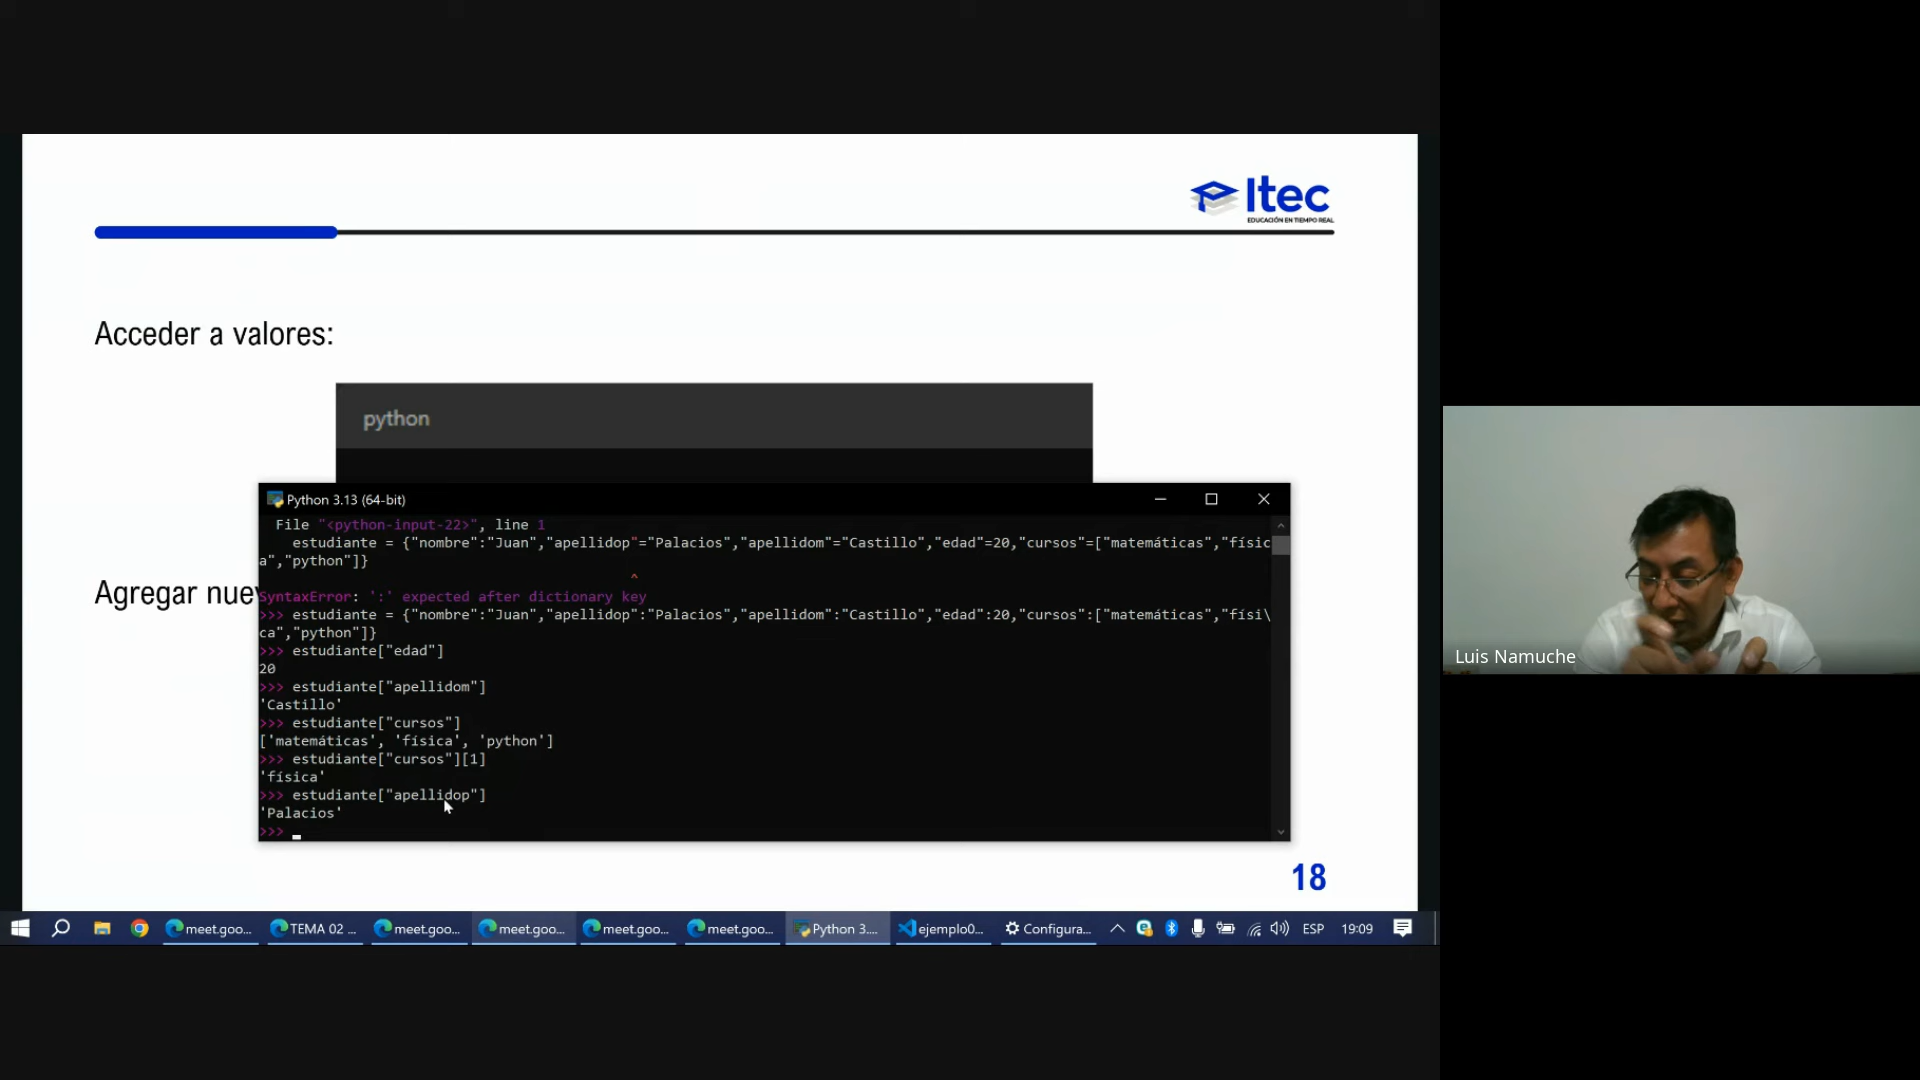 Itec
EDUCACIÓN EN TIEMPO REAL
Acceder a valores:
python
Python 3.13 (64-bit)
File "<python-input-22>", line 1
estudiante = {"nombre":"Juan","apellidop"="Palacios","apellidom"="Castillo","edad"=20,"cursos"=["matemáticas","físic
a","python"]}
^
Agregar nue
SyntaxError: ':' expected after dictionary key
>>> estudiante = {"nombre":"Juan","apellidop":"Palacios","apellidom":"Castillo","edad":20,"cursos":["matemáticas","físi\
ca","python"]}
>>> estudiante["edad"]
20
>>> estudiante["apellidom"]
'Castillo'
>>> estudiante["cursos"]
['matemáticas', 'física', 'python']
>>> estudiante["cursos"][1]
'física'
>>> estudiante["apellidop"]
'Palacios'
>>>
Luis Namuche
18
meet.goo...
TEMA 02 ...
meet.goo...
meet.goo...
meet.goo...
meet.goo...
Python 3....
ejemplo0...
Configura...
ESP
19:09